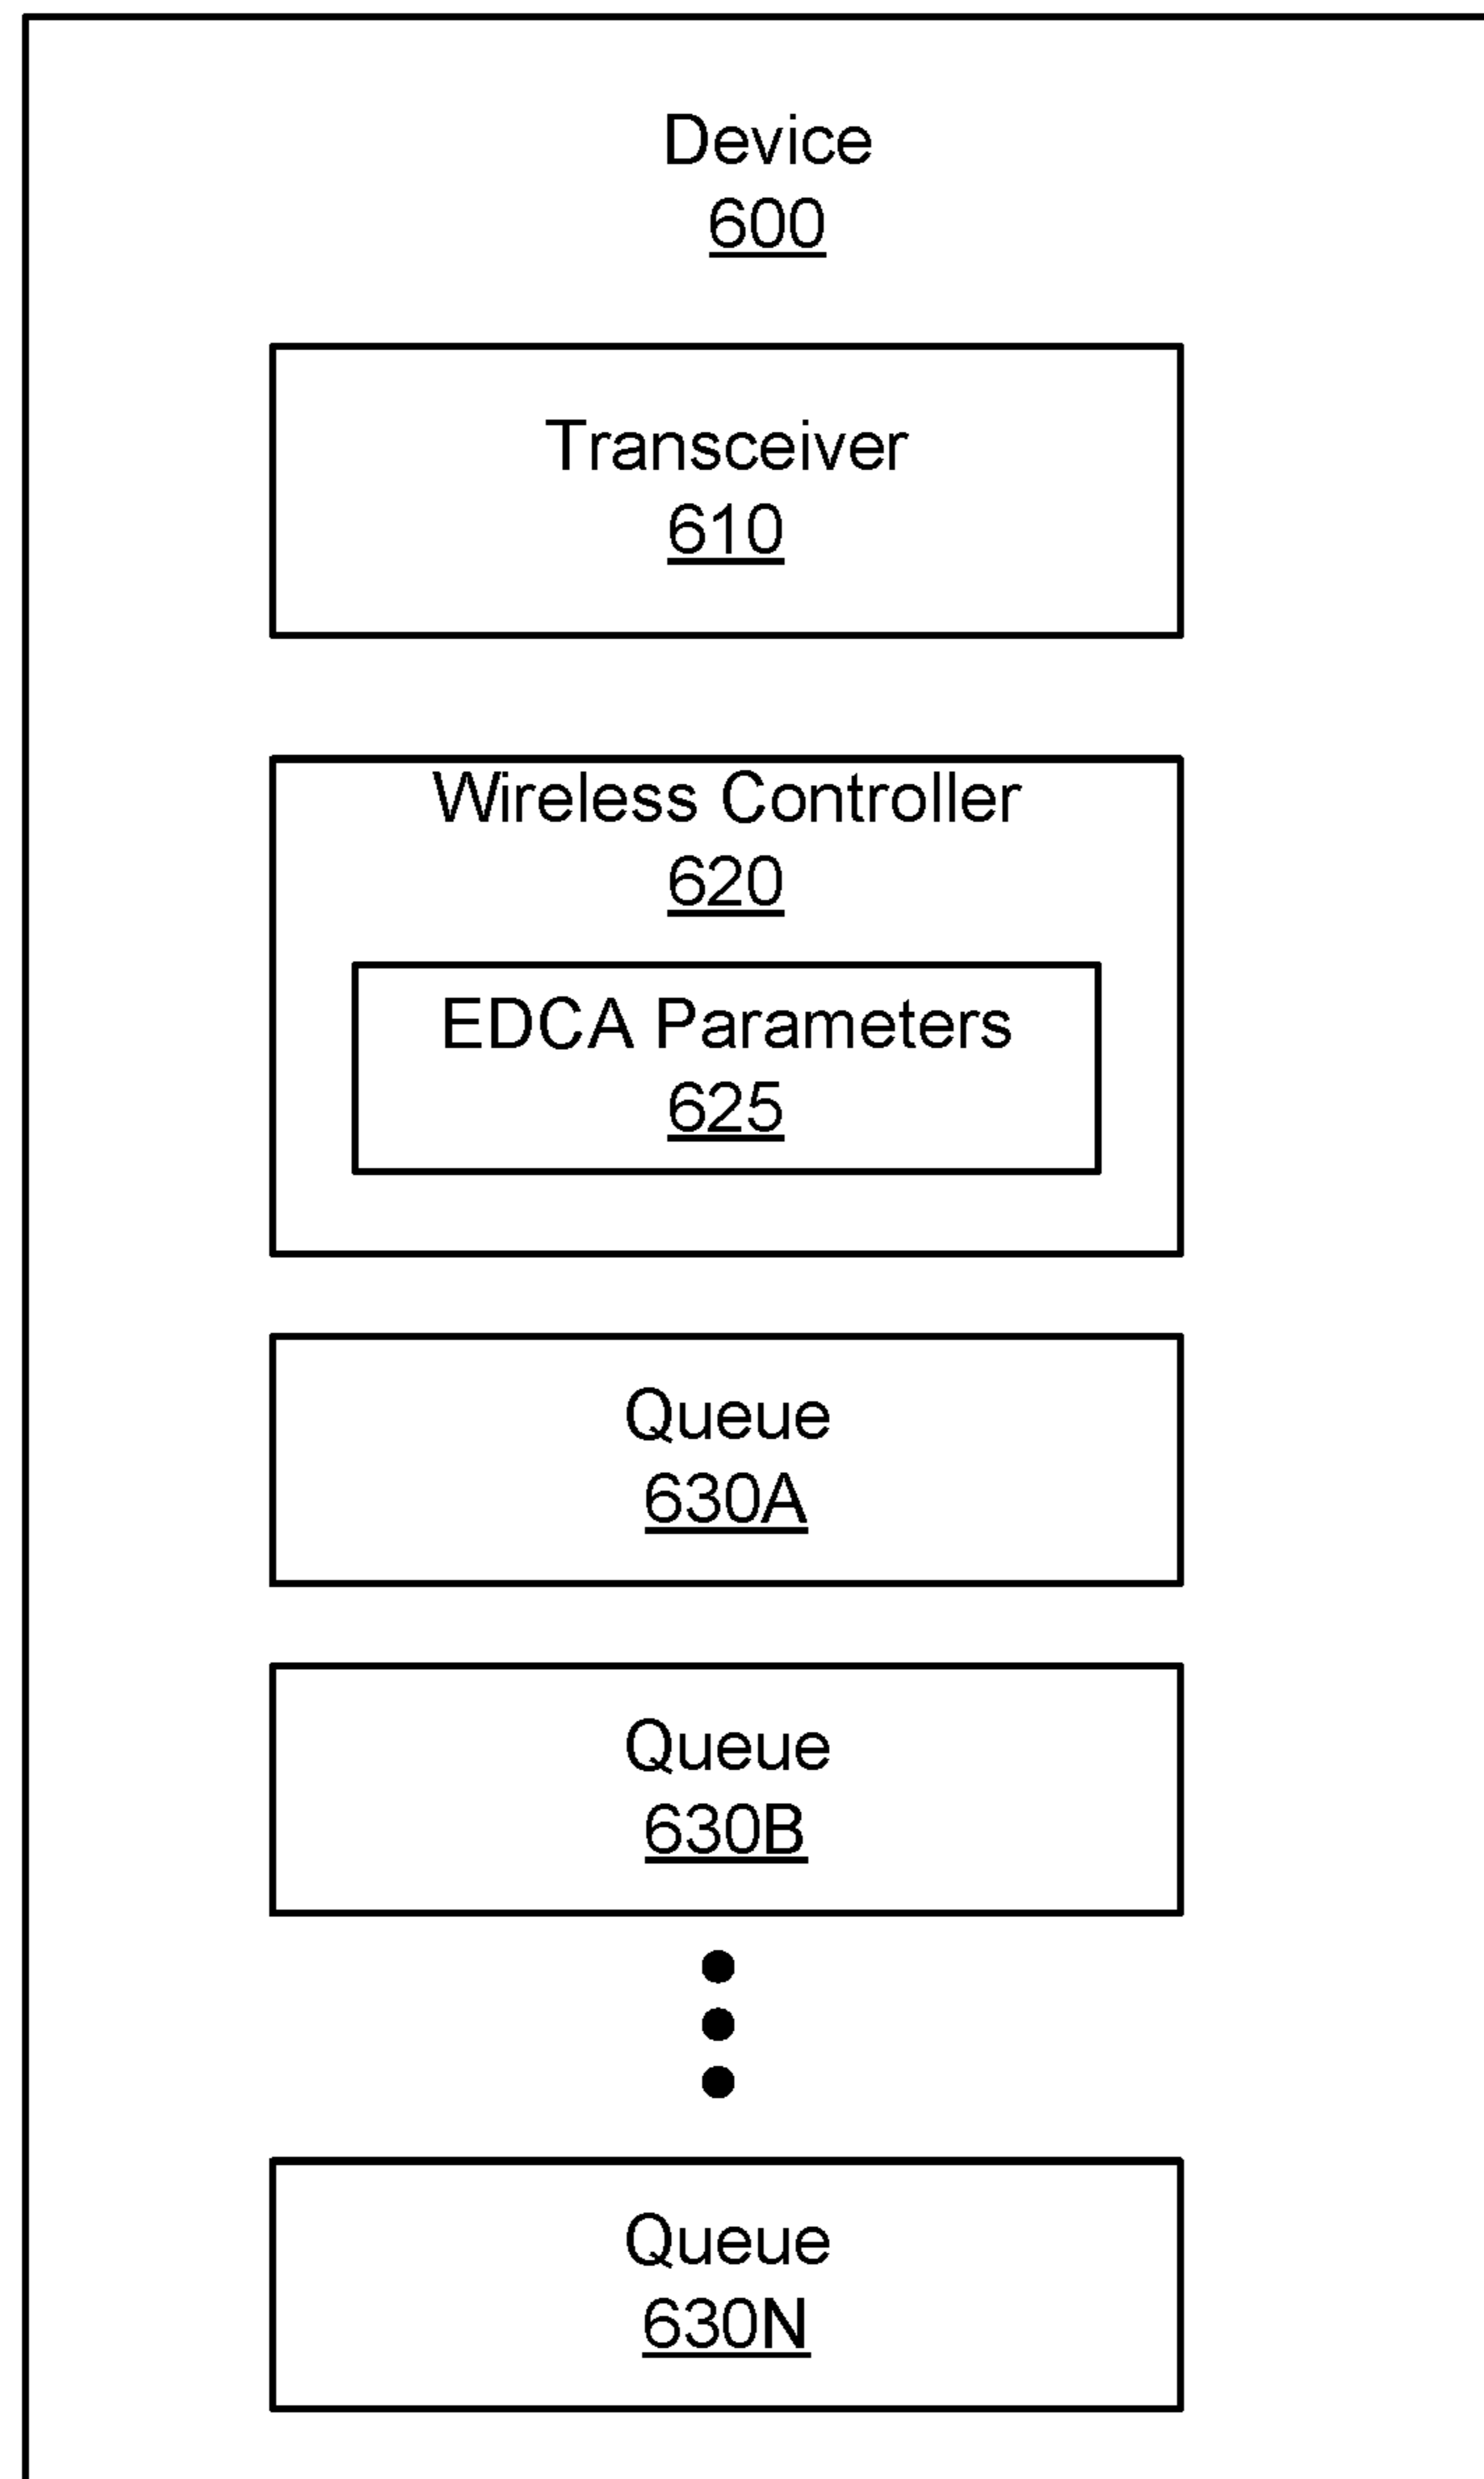 Device
600
Transceiver
610
Wireless Controller
620
EDCA Parameters
625
Queue
630A
Queue
630B
Queue
630N